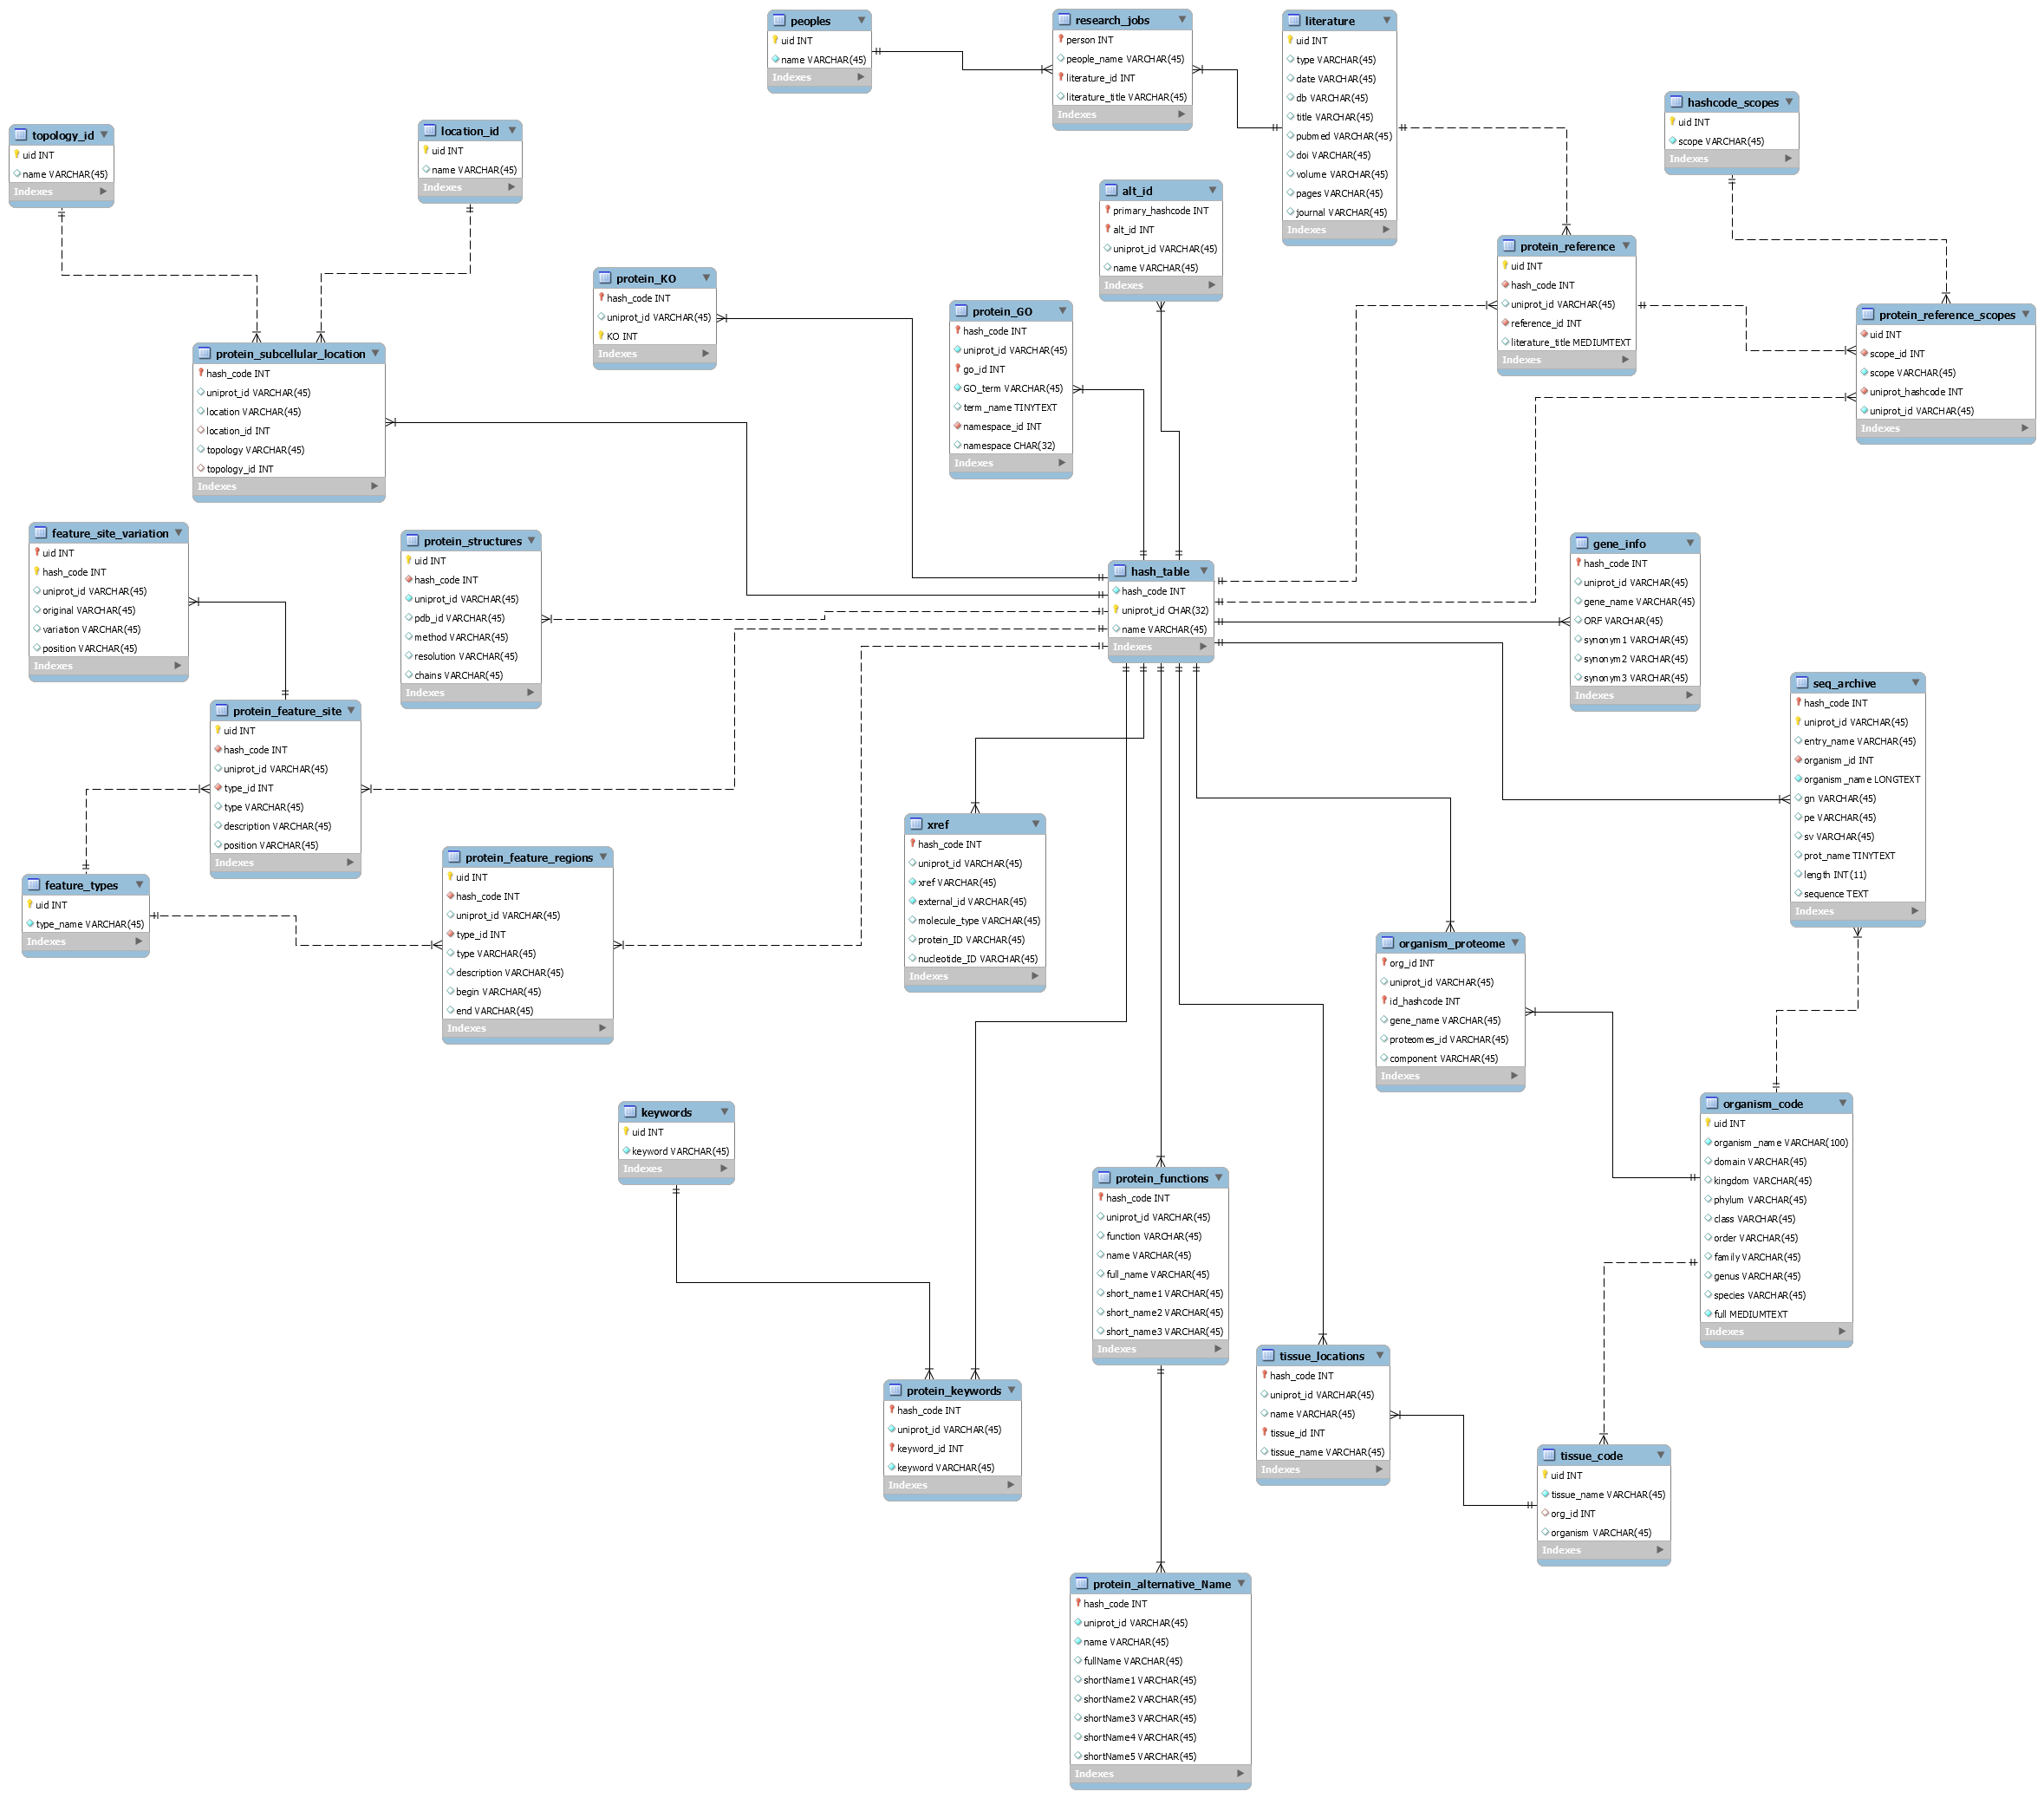 peoples
uid INT
name VARCHAR(45)
Indexes
research_jobs
person INT
people_name VARCHAR(45)
literature_id INT
literature_title VARCHAR(45)
Indexes
literature
uid INT
type VARCHAR(45)
date VARCHAR(45)
db VARCHAR(45)
title VARCHAR(45)
pubmed VARCHAR(45)
doi VARCHAR(45)
volume VARCHAR(45)
pages VARCHAR(45)
journal VARCHAR(45)
Indexes
hashcode_scopes
uid INT
scope VARCHAR(45)
Indexes
topology_id
uid INT
name VARCHAR(45)
Indexes
location_id
uid INT
name VARCHAR(45)
Indexes
alt_id
primary_hashcode INT
alt_id INT
uniprot_id VARCHAR(45)
name VARCHAR(45)
Indexes
protein_reference
uid INT
hash_code INT
uniprot_id VARCHAR(45)
reference_id INT
literature_title MEDIUMTEXT
Indexes
protein_KO
hash_code INT
uniprot_id VARCHAR(45)
KO INT
Indexes
protein_GO
hash_code INT
uniprot_id VARCHAR(45)
go_id INT
GO_term VARCHAR(45)
term_name TINYTEXT
namespace_id INT
namespace CHAR(32)
Indexes
protein_reference_scopes
uid INT
scope_id INT
scope VARCHAR(45)
uniprot_hashcode INT
uniprot_id VARCHAR(45)
Indexes
protein_subcellular_location
hash_code INT
uniprot_id VARCHAR(45)
location VARCHAR(45)
location_id INT
topology VARCHAR(45)
topology_id INT
Indexes
feature_site_variation
uid INT
hash_code INT
uniprot_id VARCHAR(45)
original VARCHAR(45)
variation VARCHAR(45)
position VARCHAR(45)
Indexes
protein_structures
uid INT
hash_code INT
uniprot_id VARCHAR(45)
pdb_id VARCHAR(45)
method VARCHAR(45)
resolution VARCHAR(45)
chains VARCHAR(45)
Indexes
hash_table
hash_code INT
uniprot_id CHAR(32)
name VARCHAR(45)
Indexes
gene_info
hash_code INT
uniprot_id VARCHAR(45)
gene_name VARCHAR(45)
ORF VARCHAR(45)
synonym1 VARCHAR(45)
synonym2 VARCHAR(45)
synonym3 VARCHAR(45)
Indexes
seq_archive
hash_code INT
uniprot_id VARCHAR(45)
entry_name VARCHAR(45)
organism_id INT
organism_name LONGTEXT
gn VARCHAR(45)
pe VARCHAR(45)
sv VARCHAR(45)
prot_name TINYTEXT
length INT(11)
sequence TEXT
Indexes
protein_feature_site
uid INT
hash_code INT
uniprot_id VARCHAR(45)
type_id INT
type VARCHAR(45)
description VARCHAR(45)
position VARCHAR(45)
Indexes
feature_types
uid INT
type_name VARCHAR(45)
Indexes
protein_feature_regions
uid INT
hash_code INT
uniprot_id VARCHAR(45)
type_id INT
type VARCHAR(45)
description VARCHAR(45)
begin VARCHAR(45)
end VARCHAR(45)
Indexes
xref
hash_code INT
uniprot_id VARCHAR(45)
xref VARCHAR(45)
external_id VARCHAR(45)
molecule_type VARCHAR(45)
protein_ID VARCHAR(45)
nucleotide_ID VARCHAR(45)
Indexes
organism_proteome
org_id INT
uniprot_id VARCHAR(45)
id_hashcode INT
gene_name VARCHAR(45)
proteomes_id VARCHAR(45)
component VARCHAR(45)
Indexes
organism_code
uid INT
organism_name VARCHAR(100)
domain VARCHAR(45)
kingdom VARCHAR(45)
phylum VARCHAR(45)
class VARCHAR(45)
order VARCHAR(45)
family VARCHAR(45)
genus VARCHAR(45)
species VARCHAR(45)
full MEDIUMTEXT
Indexes
keywords
uid INT
keyword VARCHAR(45)
Indexes
protein_functions
hash_code INT
uniprot_id VARCHAR(45)
function VARCHAR(45)
name VARCHAR(45)
full_name VARCHAR(45)
short_name1 VARCHAR(45)
short_name2 VARCHAR(45)
short_name3 VARCHAR(45)
Indexes
tissue_locations
hash_code INT
uniprot_id VARCHAR(45)
name VARCHAR(45)
tissue_id INT
tissue_name VARCHAR(45)
Indexes
protein_keywords
hash_code INT
uniprot_id VARCHAR(45)
keyword_id INT
keyword VARCHAR(45)
Indexes
tissue_code
uid INT
tissue_name VARCHAR(45)
org_id INT
organism VARCHAR(45)
Indexes
protein_alternative_Name
hash_code INT
uniprot_id VARCHAR(45)
name VARCHAR(45)
fullName VARCHAR(45)
shortName1 VARCHAR(45)
shortName2 VARCHAR(45)
shortName3 VARCHAR(45)
shortName4 VARCHAR(45)
shortName5 VARCHAR(45)
Indexes